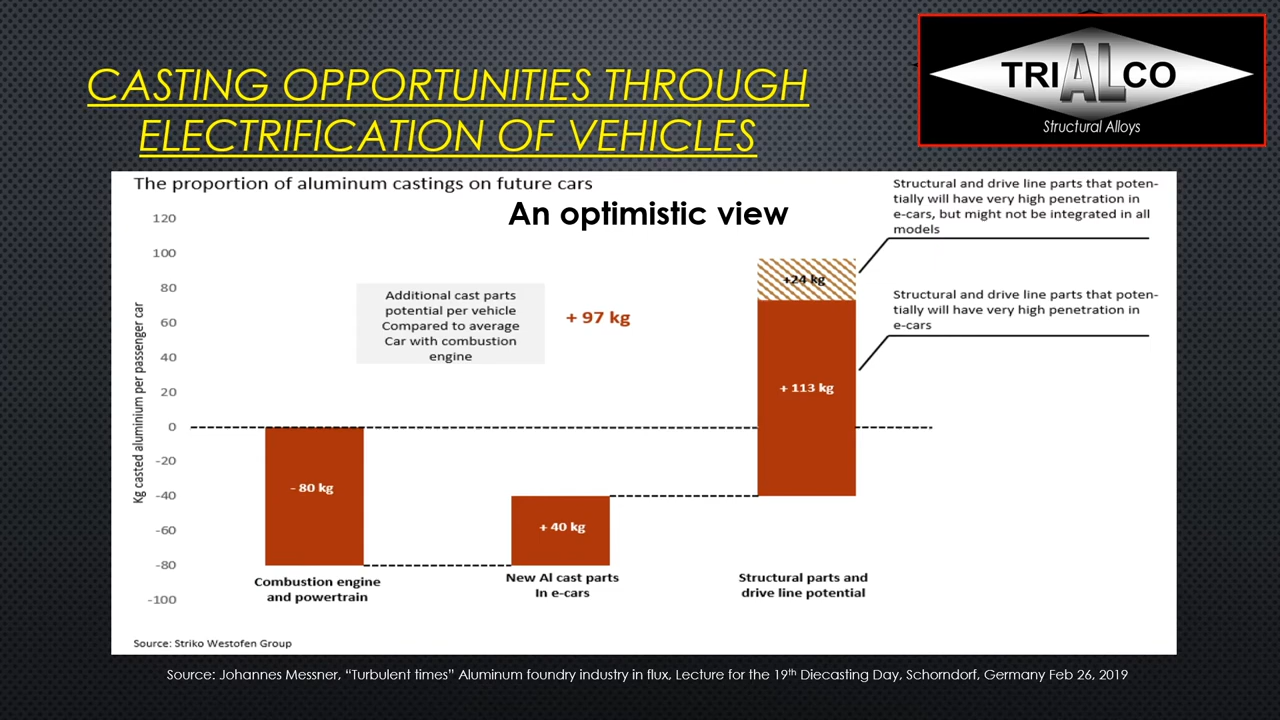 CASTING OPPORTUNITIES THROUGH
ELECTRIFICATION OF VEHICLES
TRIALCO
Structural Alloys
The proportion of aluminum castings on future cars
An optimistic view
Structural and drive line parts that poten-
tially will have very high penetration in
e-cars, but might not be integrated in all
models
Structural and drive line parts that poten-
tially will have very high penetration in
e-cars
Additional cast parts
potential per vehicle
Compared to average
Car with combustion
engine
+ 97 kg
Kg casted aluminium per passenger car
120
100
80
60
40
20
0
-20
-40
-60
-80
-100
- 80 kg
+ 40 kg
+24 kg
+ 113 kg
Combustion engine
and powertrain
New Al cast parts
In e-cars
Structural parts and
drive line potential
Source: Striko Westofen Group
Source: Johannes Messner, “Turbulent times” Aluminum foundry industry in flux, Lecture for the 19th Diecasting Day, Schorndorf, Germany Feb 26, 2019